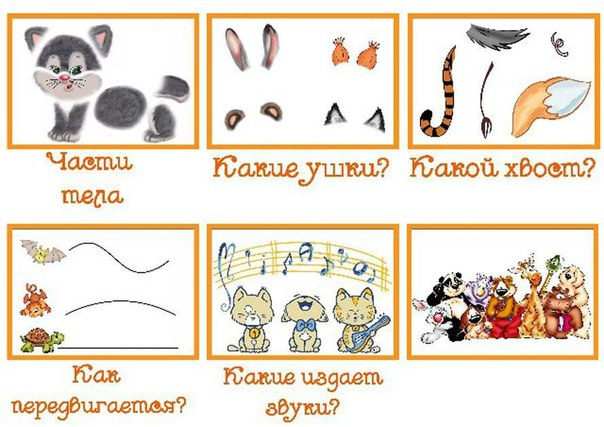 Части
тела
Какие ушки?
Какой хвост?
Как
передвигается?
Какие издает
звуки?